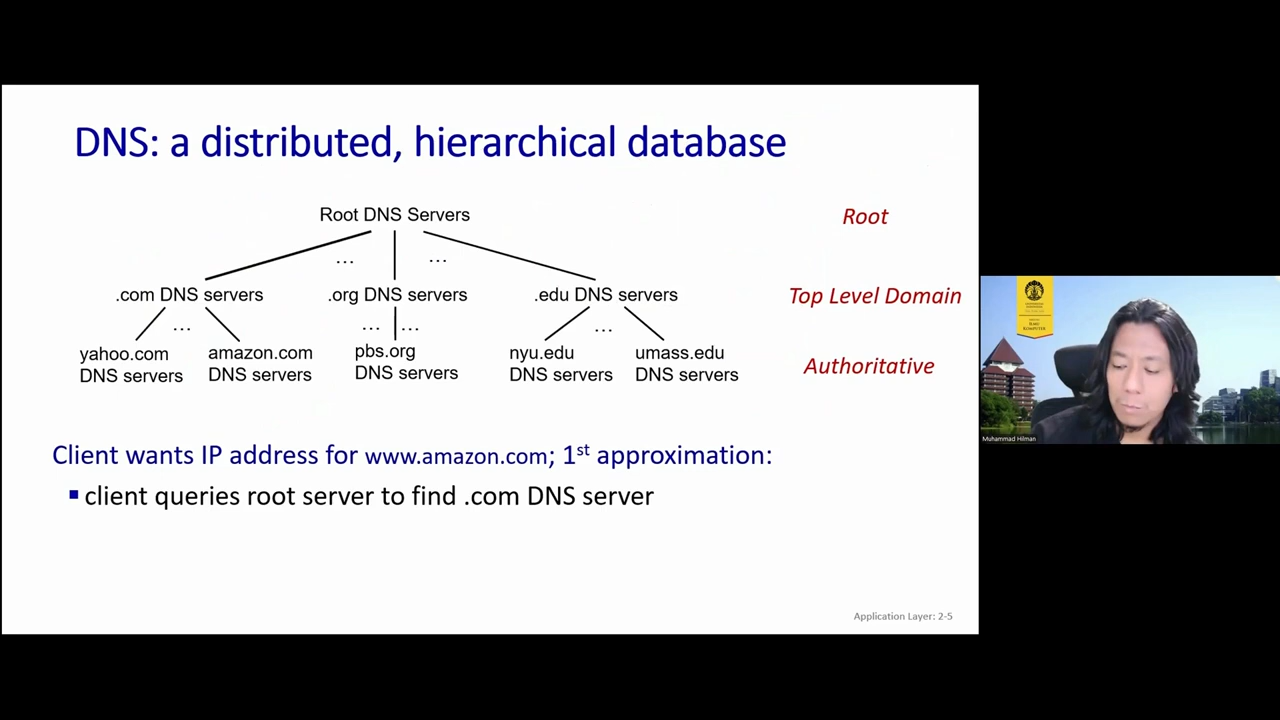 DNS: a distributed, hierarchical database
Root DNS Servers
Root
... ...
.com DNS servers
.org DNS servers
.edu DNS servers
Top Level Domain
... ... ... ...
yahoo.com
DNS servers
amazon.com
DNS servers
pbs.org
DNS servers
nyu.edu
DNS servers
umass.edu
DNS servers
Authoritative
Client wants IP address for www.amazon.com; 1st approximation:
▪ client queries root server to find .com DNS server
Application Layer: 2-5
ILMU
KOMPUTER
Muhammad Hilman